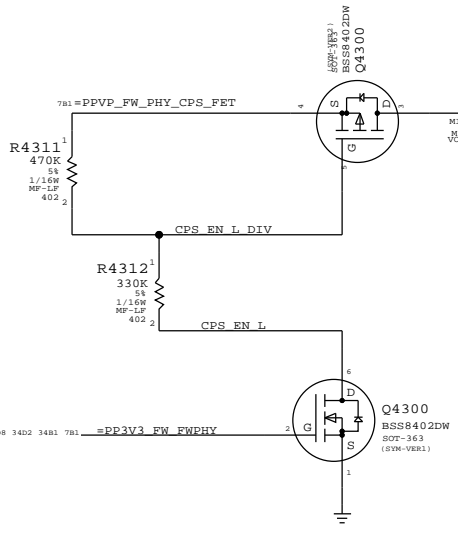 (SYM-VER2)
SOT-363
BSS8402DW
Q4300
7B1 =PPVP_FW_PHY_CPS_FET
4
S
D
3
G
5
R4311
1
470K
5%
1/16W
MF-LF
402
2
CPS_EN_L_DIV
R4312
1
330K
5%
1/16W
MF-LF
402
2
CPS_EN_L
6
D
Q4300
BSS8402DW
SOT-363
(SYM-VER1)
34D2 34B1 7B1 =PP3V3_FW_FWPHY
2
G
S
1